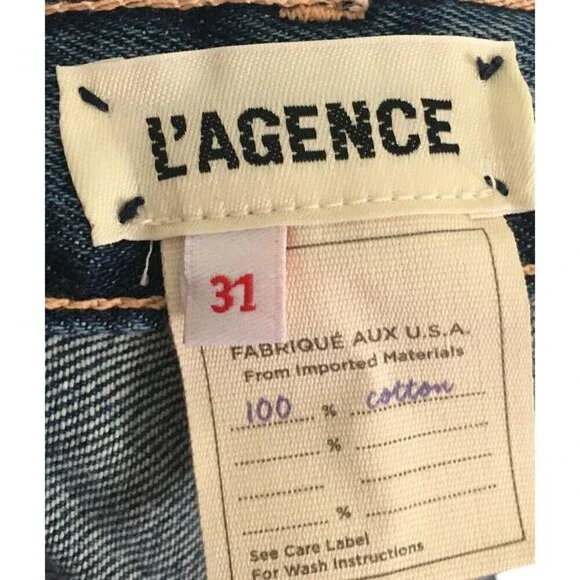 L'AGENCE
31
FABRIQUÉ AUX U.S.A.
From Imported Materials
100 % cotton
%
%
See Care Label
For Wash Instructions